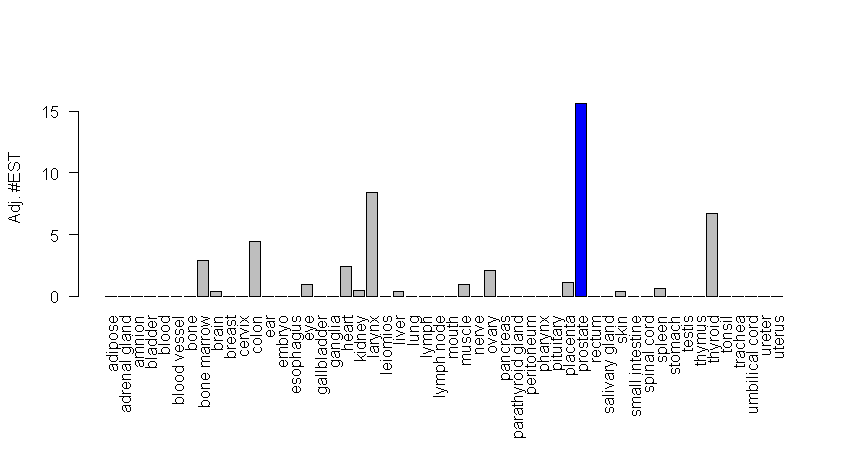 Adj. #EST
15
10
5
0
adipose
adrenal gland
amnion
bladder
blood
blood vessel
bone
bone marrow
brain
breast
cervix
colon
ear
embryo
esophagus
eye
gallbladder
ganglia
heart
kidney
larynx
leiomios
liver
lung
lymph
lymph node
mouth
muscle
nerve
ovary
pancreas
parathyroid gland
peritoneum
pharynx
pituitary
placenta
prostate
rectum
salivary gland
skin
small intestine
spinal cord
spleen
stomach
testis
thymus
thyroid
tonsil
trachea
umbilical cord
ureter
uterus